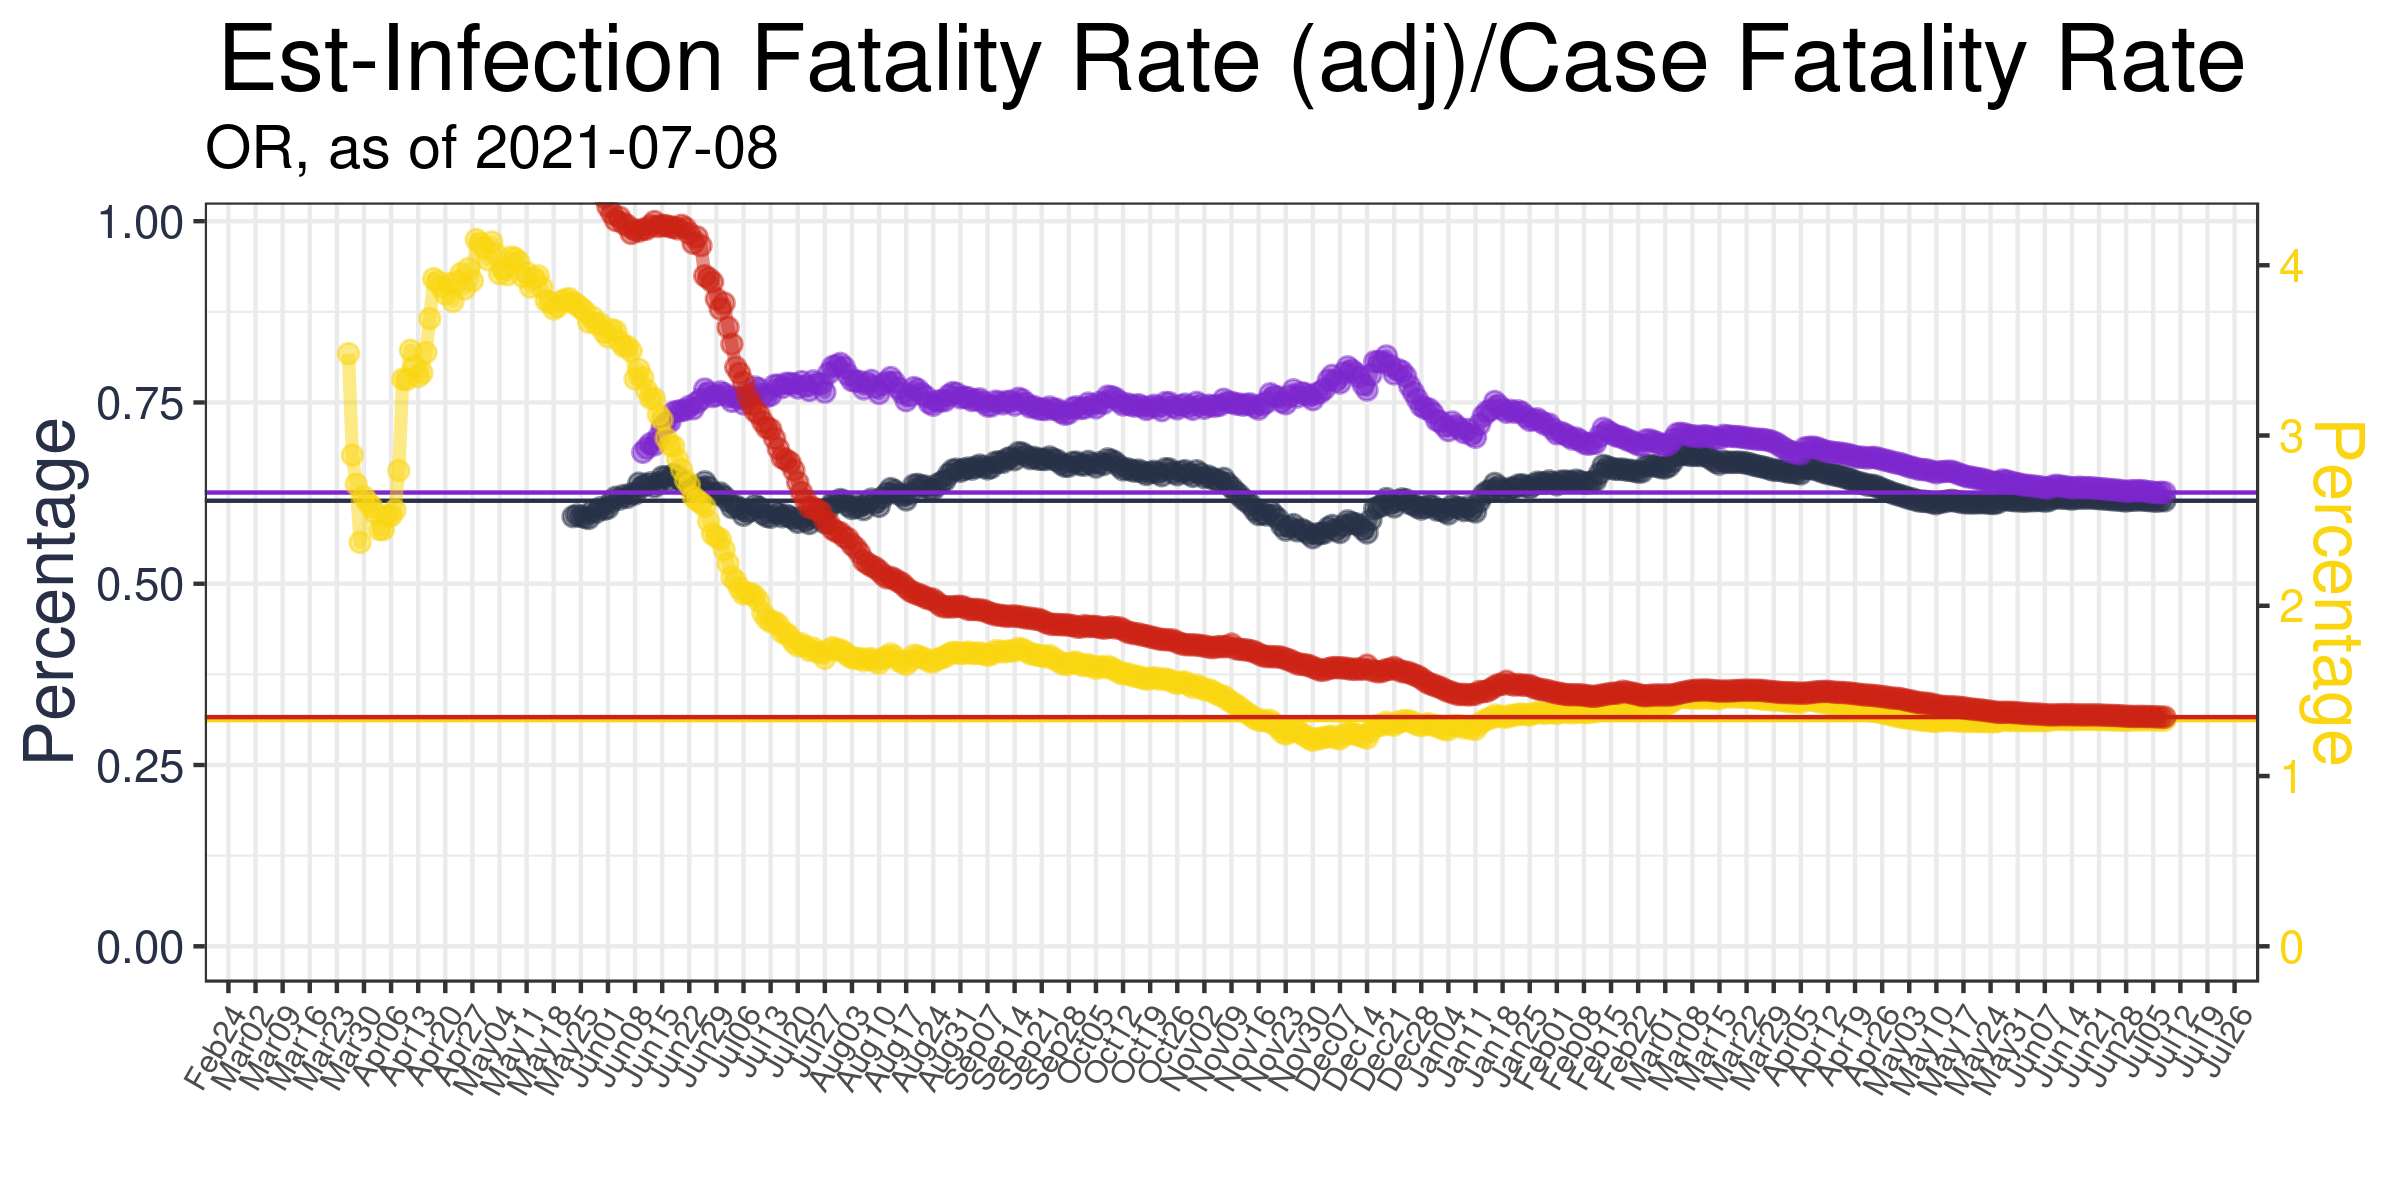 Est-Infection Fatality Rate (adj)/Case Fatality Rate
OR, as of 2021-07-08
Percentage
1.00
0.75
0.50
0.25
0.00
4
3
2
1
0
Percentage
Feb24
Mar02
Mar09
Mar16
Mar23
Mar30
Apr06
Apr13
Apr20
Apr27
May04
May11
May18
May25
Jun01
Jun08
Jun15
Jun22
Jun29
Jul06
Jul13
Jul20
Jul27
Aug03
Aug10
Aug17
Aug24
Aug31
Sep07
Sep14
Sep21
Sep28
Oct05
Oct12
Oct19
Oct26
Nov02
Nov09
Nov16
Nov23
Nov30
Dec07
Dec14
Dec21
Dec28
Jan04
Jan11
Jan18
Jan25
Feb01
Feb08
Feb15
Feb22
Mar01
Mar08
Mar15
Mar22
Mar29
Apr05
Apr12
Apr19
Apr26
May03
May10
May17
May24
May31
Jun07
Jun14
Jun21
Jun28
Jul05
Jul12
Jul19
Jul26